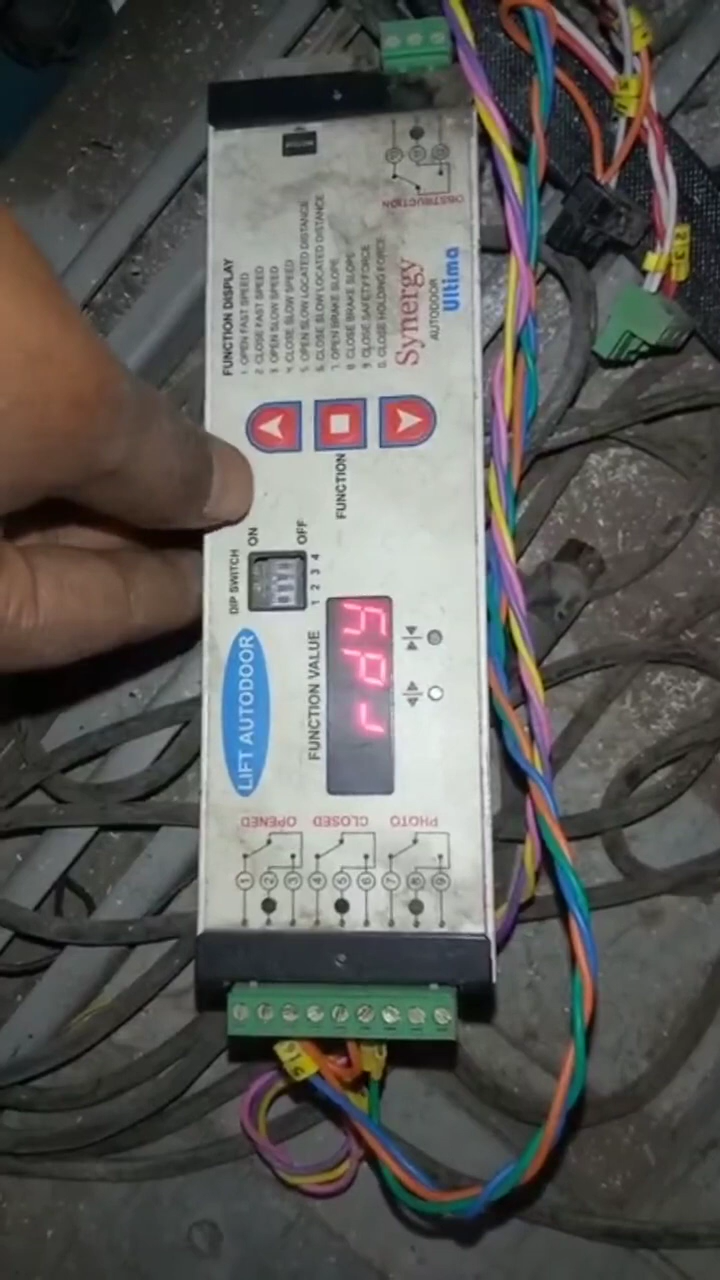 FUNCTION DISPLAY
1. OPEN FAST SPEED
2. CLOSE FAST SPEED
3. OPEN SLOW SPEED
4. CLOSE SLOW SPEED
5. OPEN SLOW LOCATED DISTANCE
6. CLOSE SLOW LOCATED DISTANCE
7. OPEN BRAKE SLOPE
8. CLOSE BRAKE SLOPE
9. CLOSE SAFETY FORCE
0. CLOSE HOLDING FORCE
Synergy
AUTODOOR
Ultima
OBSTRUCTION
FUNCTION
DIP SWITCH
ON
OFF
1 2 3 4
LIFT AUTODOOR
FUNCTION VALUE
rdy
OPENED
CLOSED
PHOTO
1 2 3 4 5 6 7 8 9